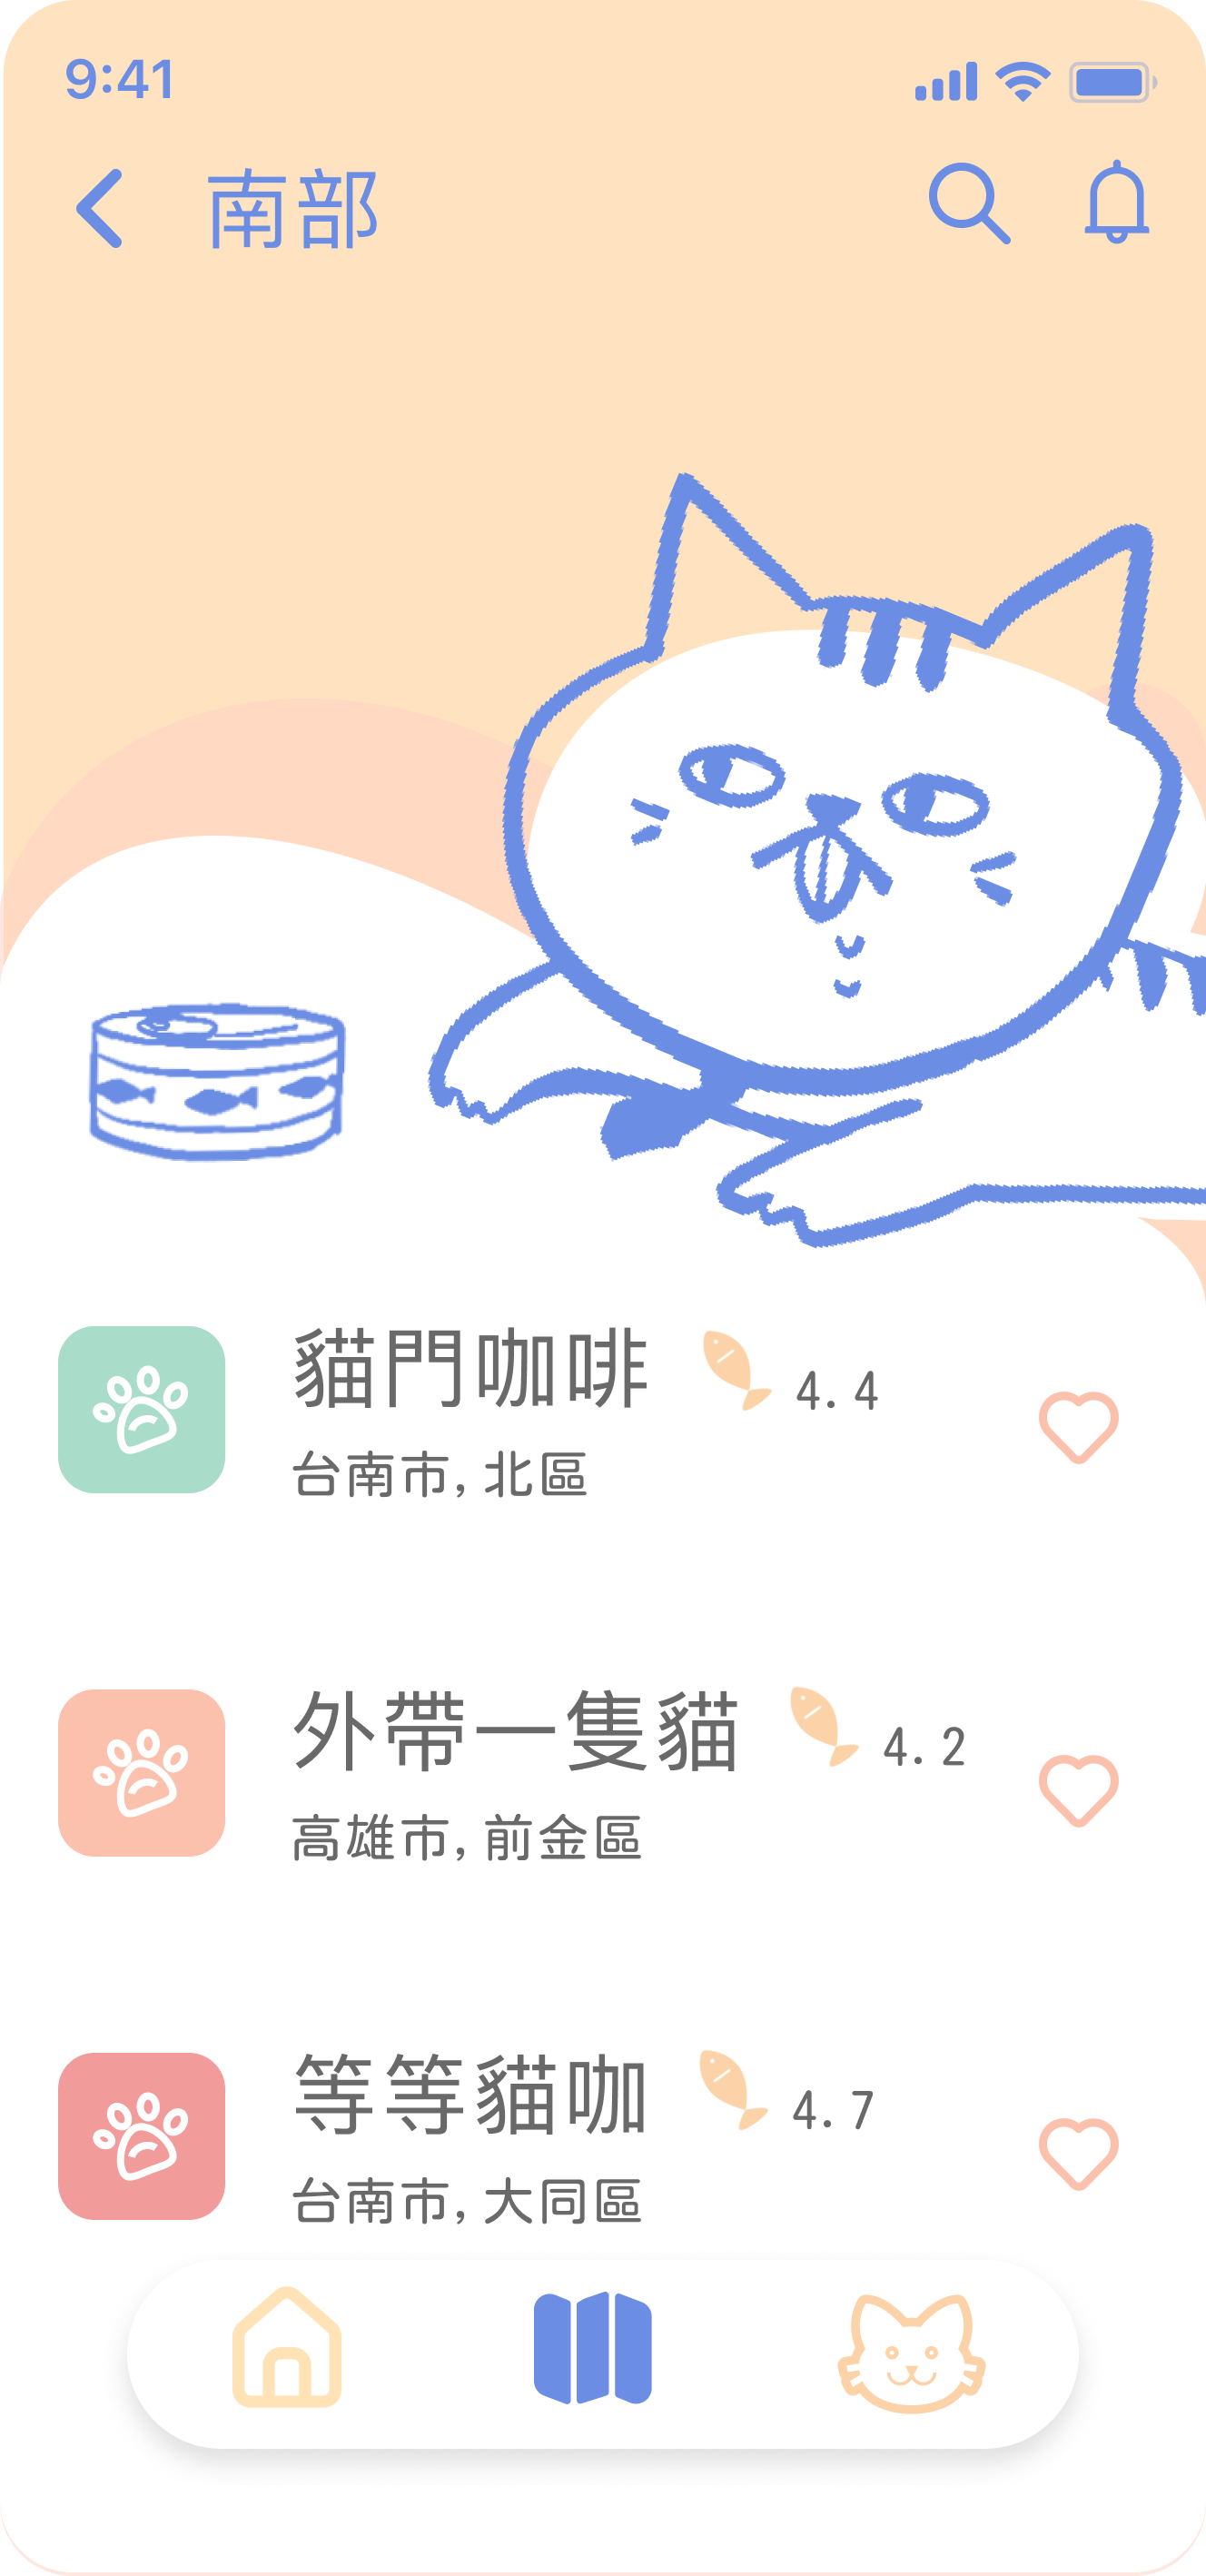 9:41
南部
貓門咖啡 4.4
台南市, 北區
外帶一隻貓 4.2
高雄市, 前金區
等等貓咖 4.7
台南市, 大同區